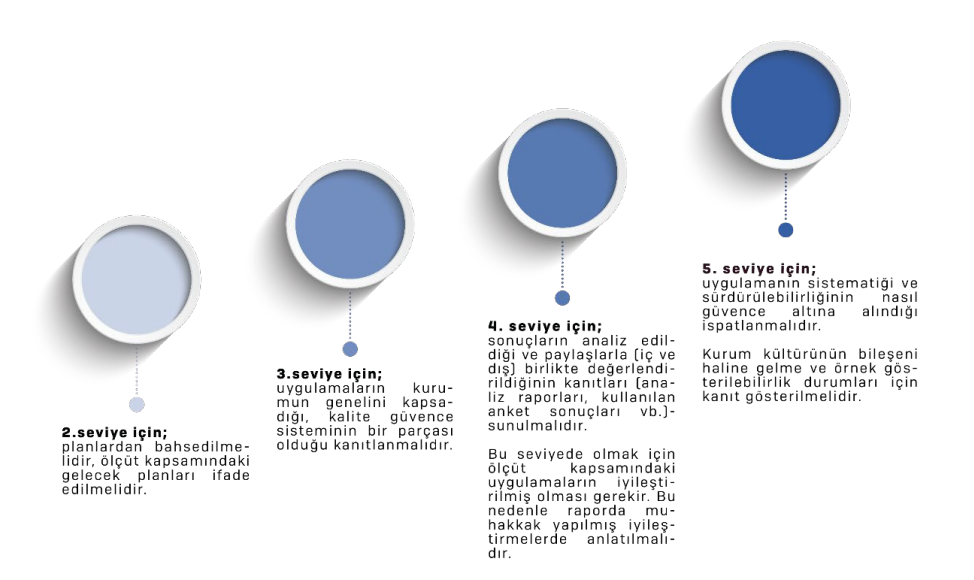 2.seviye için;
planlardan bahsedilme-
lidir, ölçüt kapsamındaki
gelecek planları ifade
edilmelidir.
3.seviye için;
uygulamaların kuru-
mun genelini kapsa-
dığı, kalite güvence
sisteminin bir parçası
olduğu kanıtlanmalıdır.
4. seviye için;
sonuçların analiz edil-
diği ve paylaşlarla (iç ve
dış) birlikte değerlendi-
rildiğinin kanıtları (ana-
liz raporları, kullanılan
anket sonuçları vb.)-
sunulmalıdır.
Bu seviyede olmak için
ölçüt kapsamındaki
uygulamaların iyileşti-
rilmiş olması gerekir. Bu
nedenle raporda mu-
hakkak yapılmış iyileş-
tirmelerde anlatılmalı-
dır.
5. seviye için;
uygulamanın sistematiği ve
sürdürülebilirliğinin nasıl
güvence altına alındığı
ispatlanmalıdır.
Kurum kültürünün bileşeni
haline gelme ve örnek gös-
terilebilirlik durumları için
kanıt gösterilmelidir.